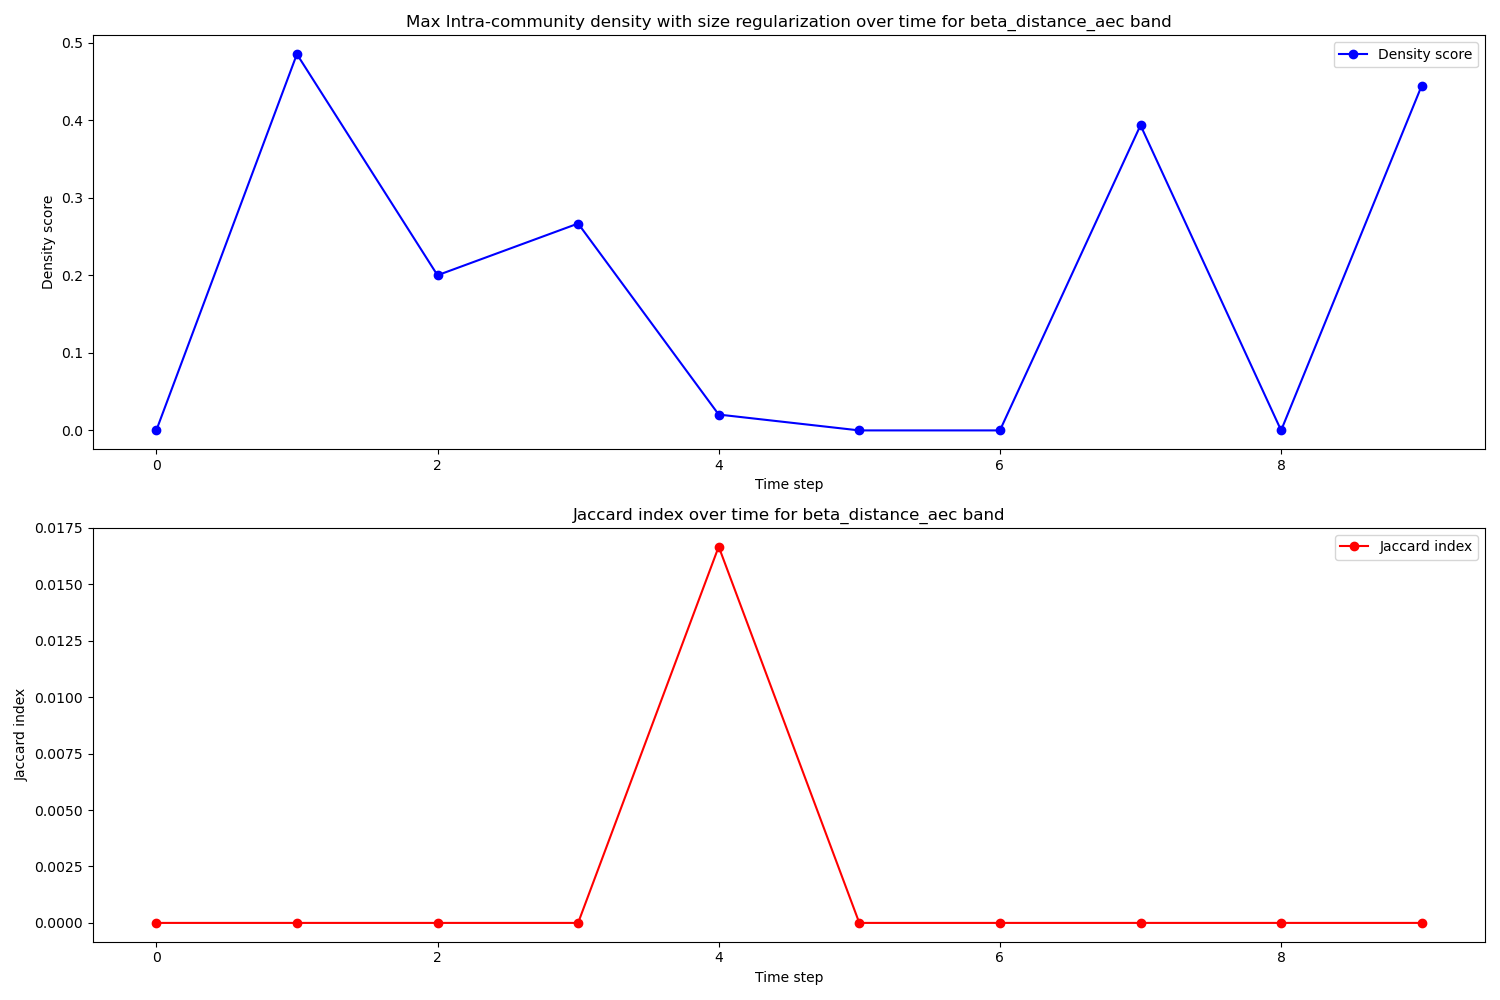 Max Intra-community density with size regularization over time for beta_distance_aec band
Density score
0.5
0.4
0.3
0.2
0.1
0.0
Density score
0 2 4 6 8
Time step
Jaccard index over time for beta_distance_aec band
Jaccard index
0.0175
0.0150
0.0125
0.0100
0.0075
0.0050
0.0025
0.0000
Jaccard index
0 2 4 6 8
Time step